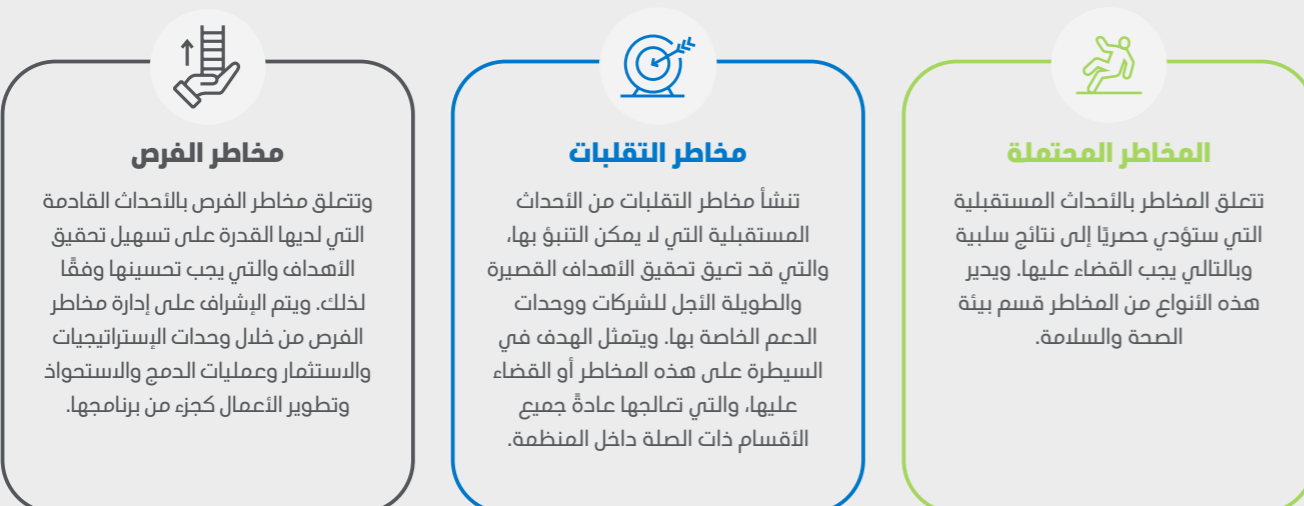 المخاطر المحتملة
تتعلق المخاطر بالأحداث المستقبلية
التي ستؤدي حصريًا إلى نتائج سلبية
وبالتالي يجب القضاء عليها. ويدير
هذه الأنواع من المخاطر قسم بيئة
الصحة والسلامة.
مخاطر التقلبات
تنشأ مخاطر التقلبات من الأحداث
المستقبلية التي لا يمكن التنبؤ بها،
والتي قد تعيق تحقيق الأهداف القصيرة
والطويلة الأجل للشركات ووحدات
الدعم الخاصة بها. ويتمثل الهدف في
السيطرة على هذه المخاطر أو القضاء
عليها، والتي تعالجها عادةً جميع
الأقسام ذات الصلة داخل المنظمة.
مخاطر الفرص
وتتعلق مخاطر الفرص بالأحداث القادمة
التي لديها القدرة على تسهيل تحقيق
الأهداف والتي يجب تحسينها وفقًا
لذلك. ويتم الإشراف على إدارة مخاطر
الفرص من خلال وحدات الإستراتيجيات
والاستثمار وعمليات الدمج والاستحواذ
وتطوير الأعمال كجزء من برنامجها.